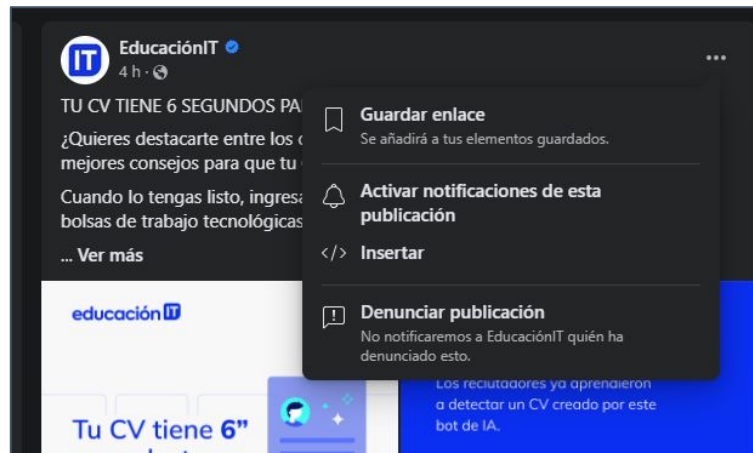 IT
EducaciónIT
4 h ·
TU CV TIENE 6 SEGUNDOS
¿Quieres destacarte entre los
mejores consejos para que tu
Cuando lo tengas listo,
bolsas de trabajo tecnológicas
... Ver más
Guardar enlace
Se añadirá a tus elementos guardados.
Activar notificaciones de esta
publicación
</> Insertar
Denunciar publicación
No notificaremos a EducaciónIT quién ha
denunciado esto.
educaciónIT
Tu CV tiene 6”
Los reclutadores ya aprendieron
a detectar un CV creado por este
bot de IA.